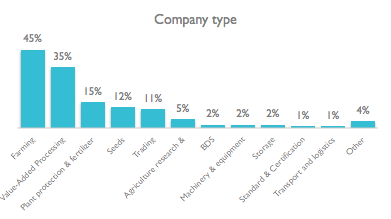 Company type
45%
35%
15%
12%
11%
5%
2%
2%
2%
1%
1%
4%
Farming
Value-Added Processing
Plant protection & fertilizer
Seeds
Trading
Agriculture research &
BDS
Machinery & equipment
Storage
Standard & Certification
Transport and logistics
Other